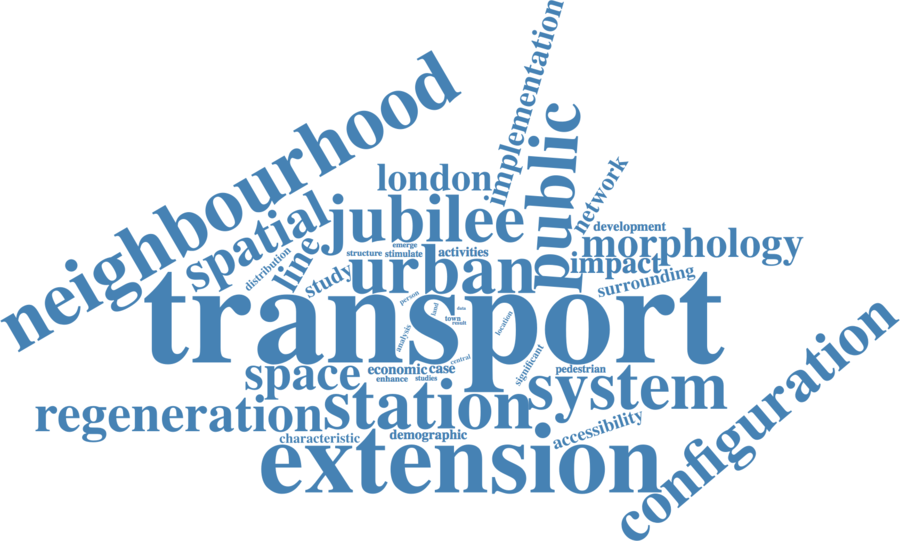 implementation
neighbourhood
public
london
network
spatial
jubilee
development
morphology
line
distribution
structure
emerge
stimulate
activities
urban
impact
study
surrounding
transport
person
land
data
town
result
location
analysis
central
significant
space
economic
case
enhance
studies
pedestrian
system
configuration
regeneration
station
accessibility
characteristic
demographic
extension